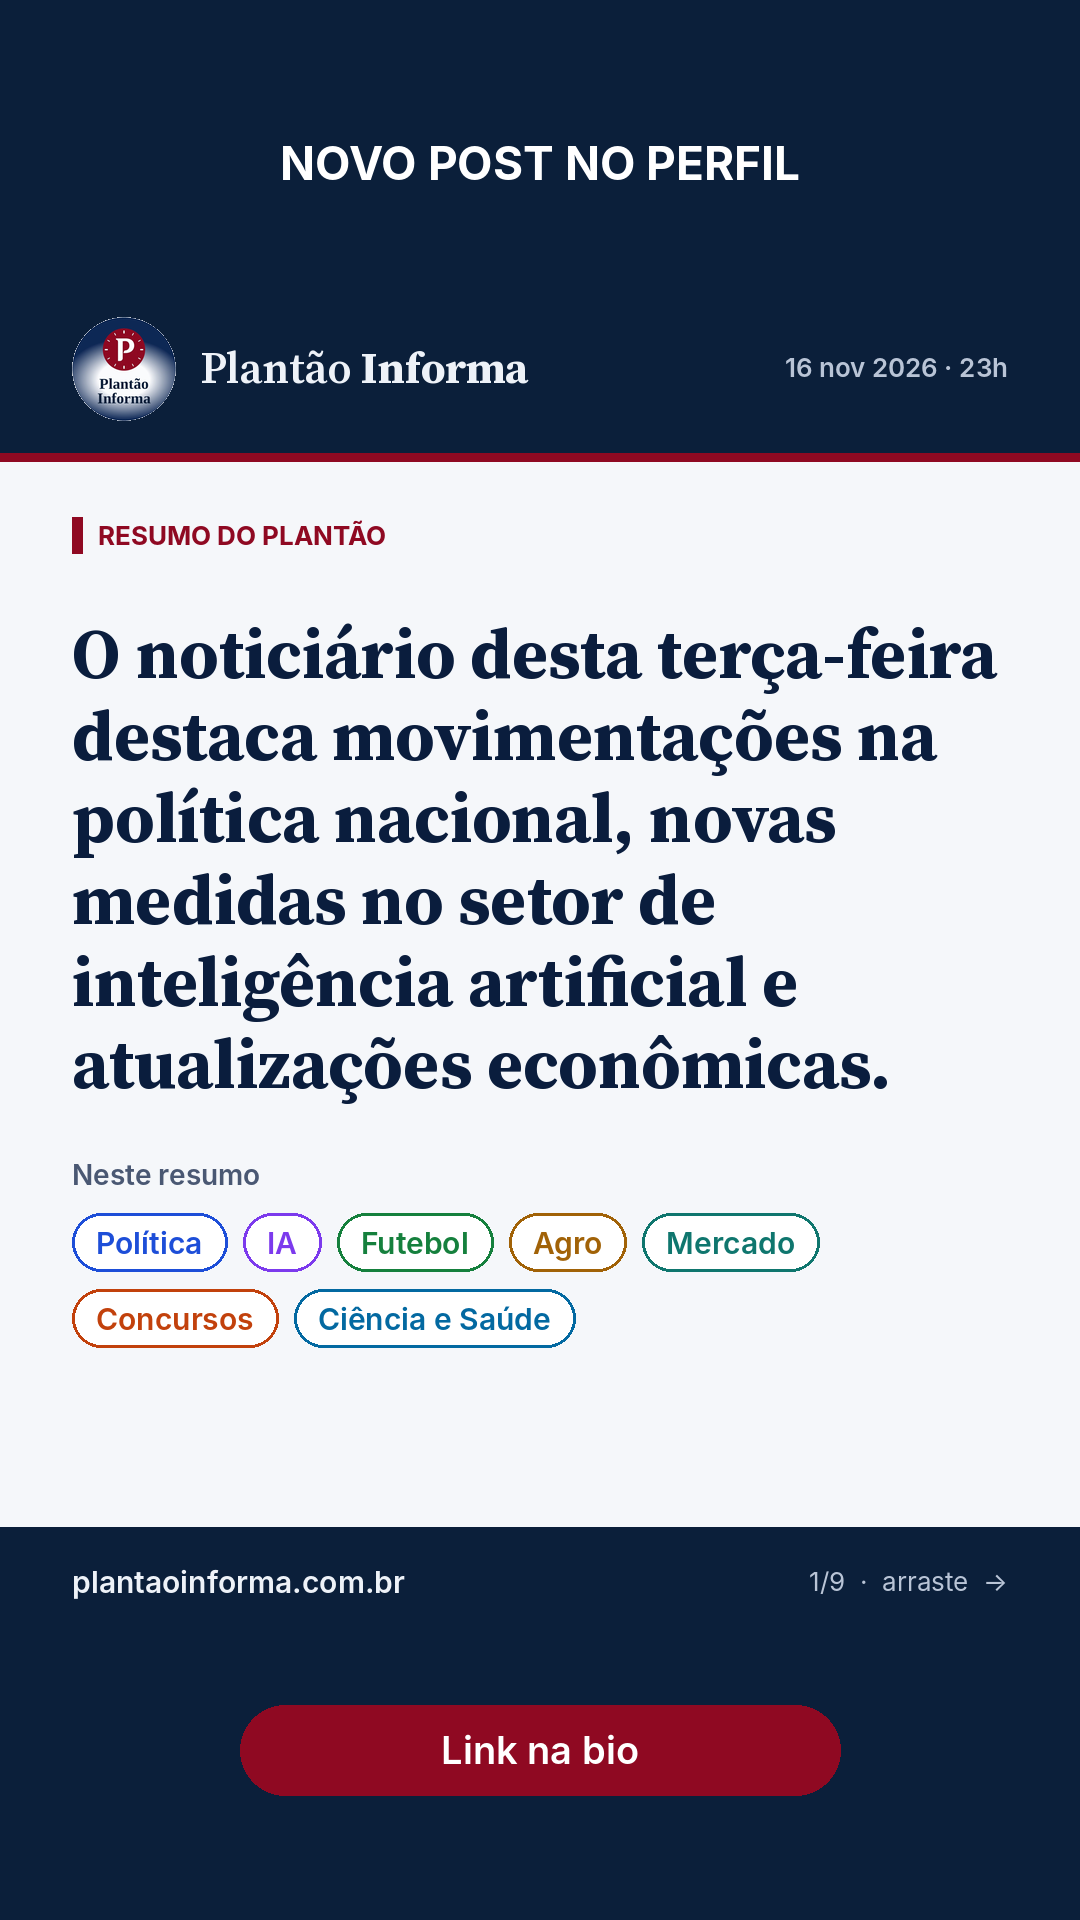 NOVO POST NO PERFIL
P
Plantão
Informa
Plantão Informa
16 nov 2026 · 23h
RESUMO DO PLANTÃO
O noticiário desta terça-feira
destaca movimentações na
política nacional, novas
medidas no setor de
inteligência artificial e
atualizações econômicas.
Neste resumo
Política IA Futebol Agro Mercado
Concursos Ciência e Saúde
plantaoinforma.com.br
1/9 · arraste →
Link na bio